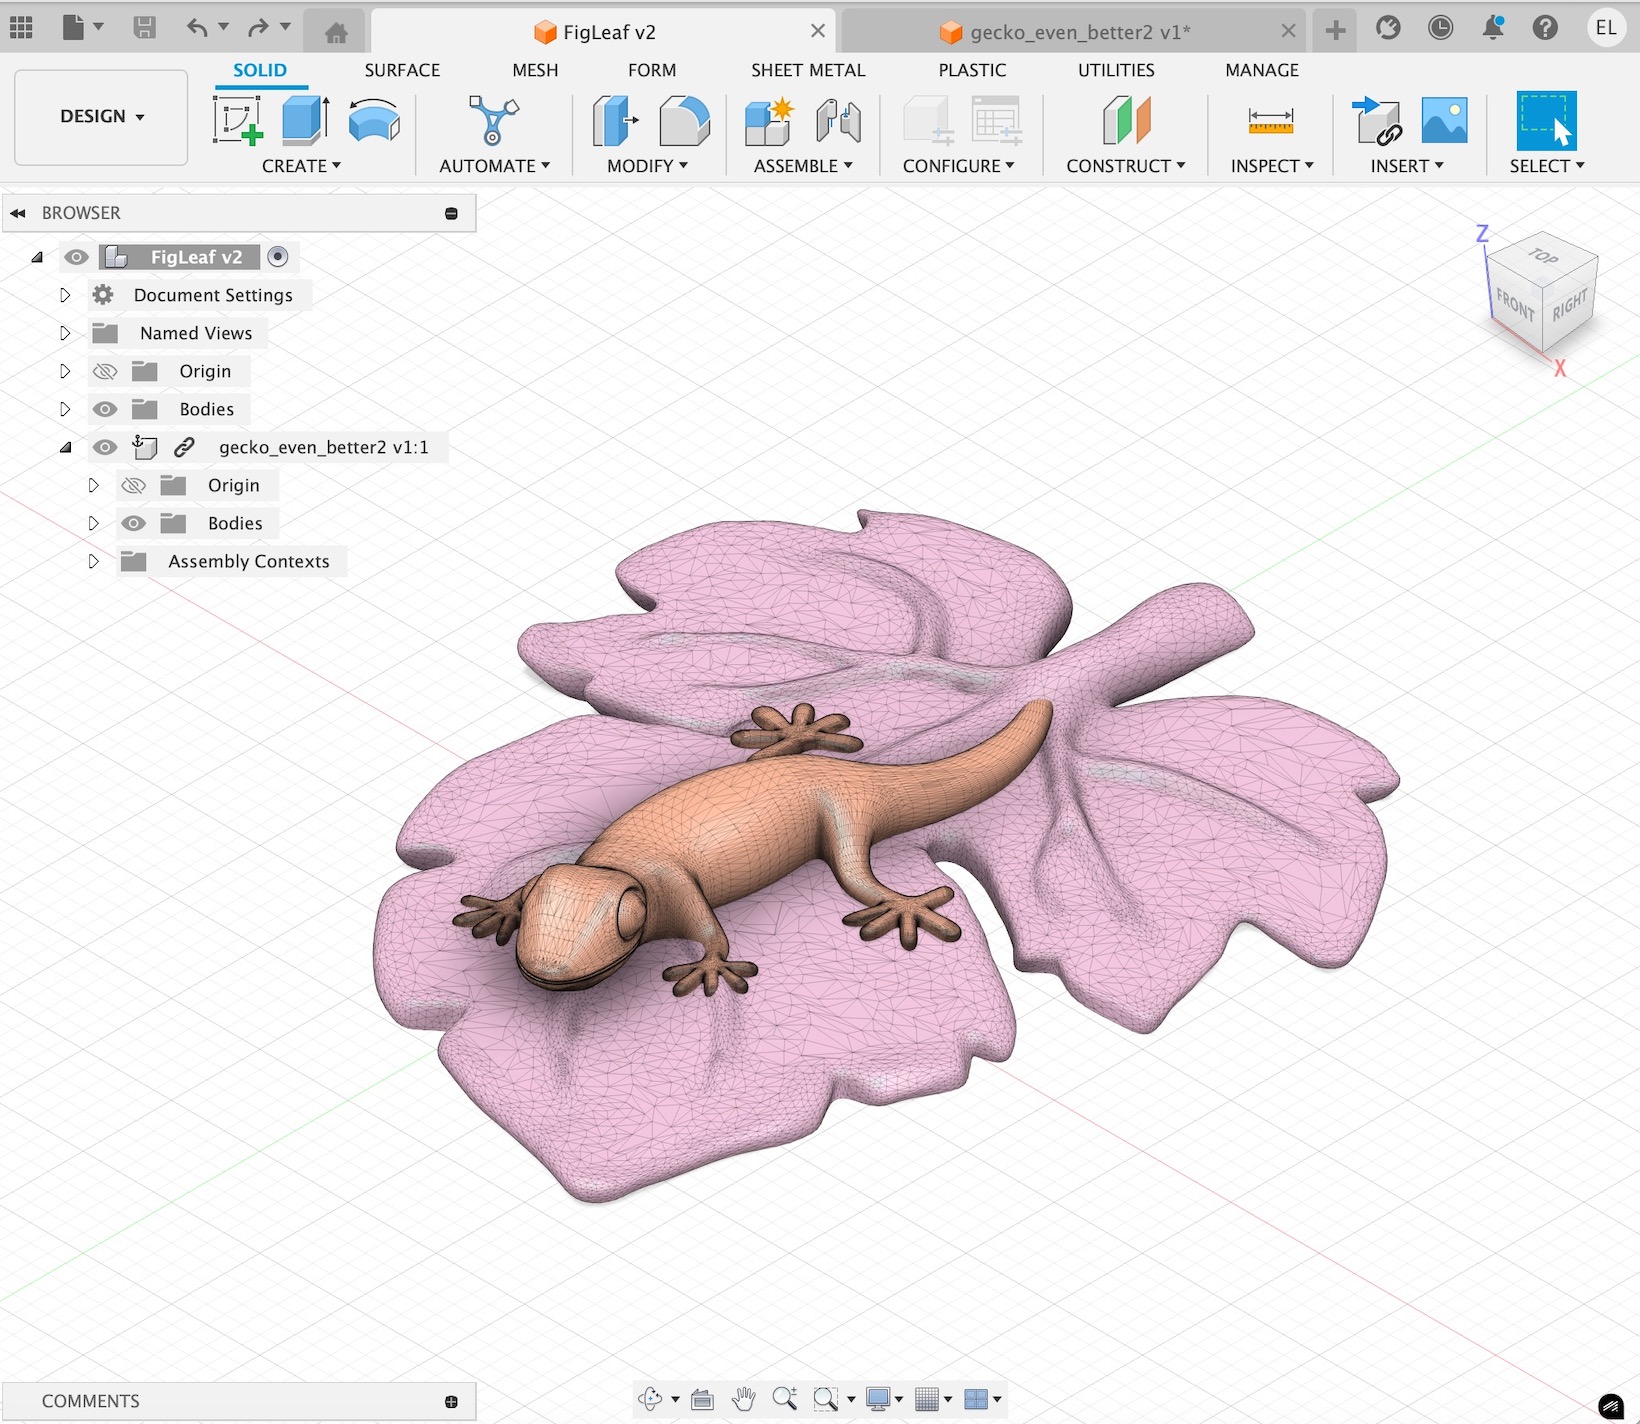 FigLeaf v2
gecko_even_better2 v1*
EL
DESIGN
SOLID
SURFACE
MESH
FORM
SHEET METAL
PLASTIC
UTILITIES
MANAGE
CREATE
AUTOMATE
MODIFY
ASSEMBLE
CONFIGURE
CONSTRUCT
INSPECT
INSERT
SELECT
BROWSER
FigLeaf v2
Document Settings
Named Views
Origin
Bodies
gecko_even_better2 v1:1
Origin
Bodies
Assembly Contexts
Z
TOP
FRONT
RIGHT
X
COMMENTS